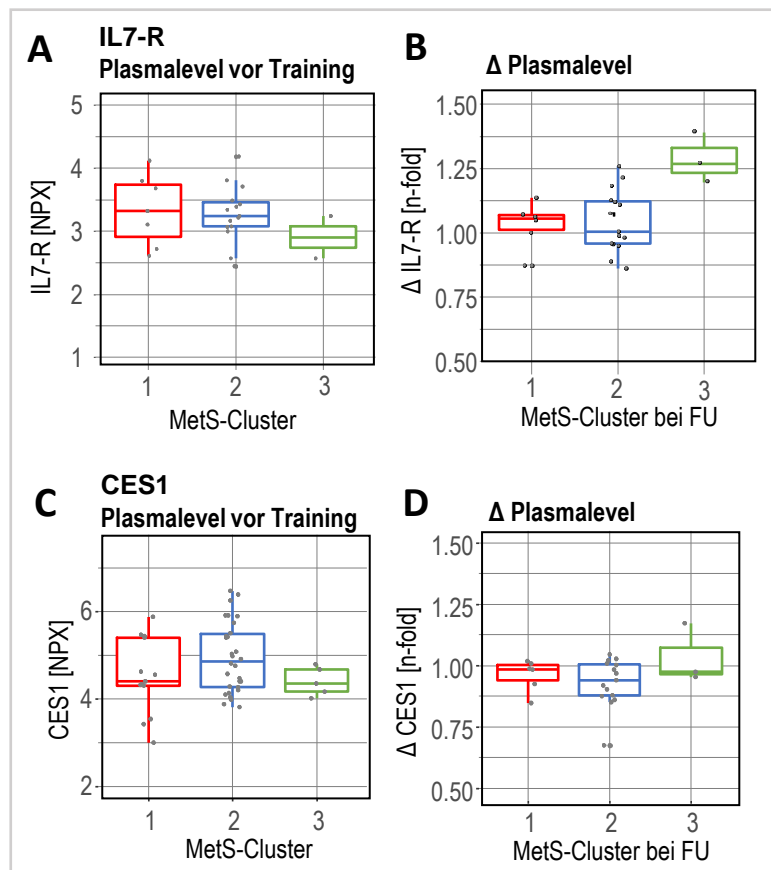 A
IL7-R
Plasmalevel vor Training
IL7-R [NPX]
5
4
3
2
1
1 2 3
MetS-Cluster
B
Δ Plasmalevel
Δ IL7-R [n-fold]
1.50
1.25
1.00
0.75
0.50
1 2 3
MetS-Cluster bei FU
C
CES1
Plasmalevel vor Training
CES1 [NPX]
6
4
2
1 2 3
MetS-Cluster
D
Δ Plasmalevel
Δ CES1 [n-fold]
1.50
1.25
1.00
0.75
0.50
1 2 3
MetS-Cluster bei FU